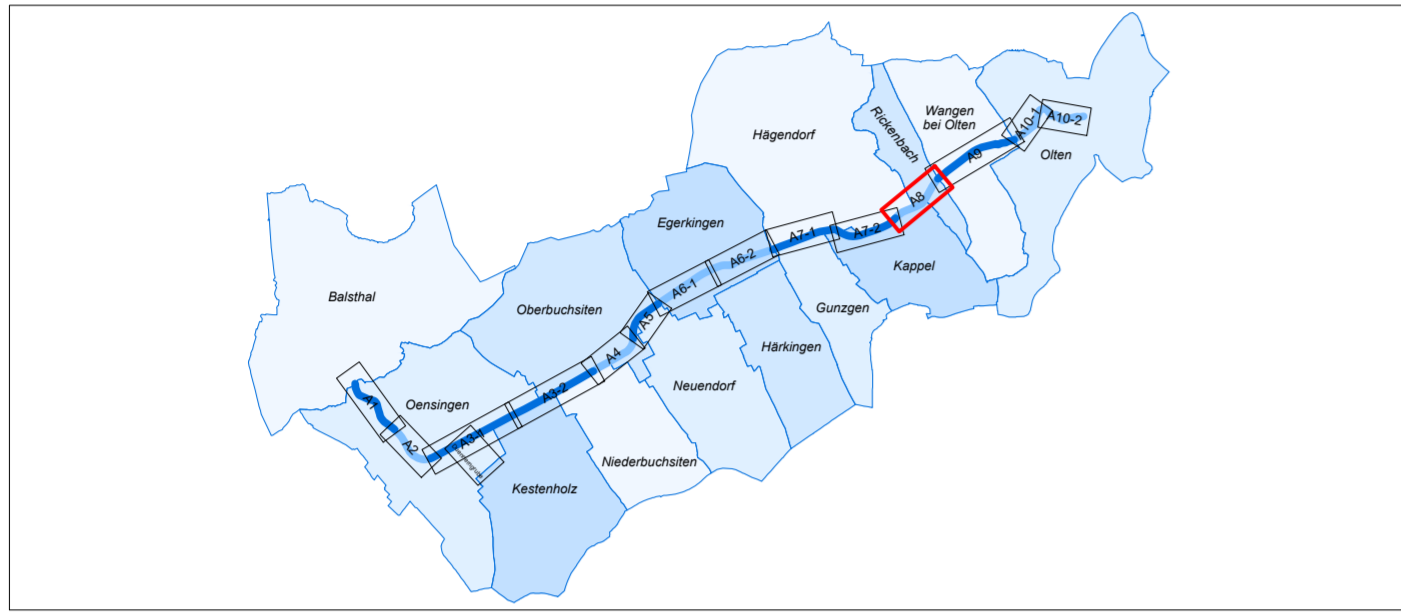 Hägendorf
Rickenbach
Wangen
bei Olten
A10-1
A10-2
Olten
A9
A8
Egerkingen
A7-1
A7-2
Kappel
A6-2
A6-1
Balsthal
Oberbuchsiten
Gunzgen
A5
Härkingen
A4
Neuendorf
A3-2
Oensingen
A1
A2
A3-1
Niederbuchsiten
Kestenholz